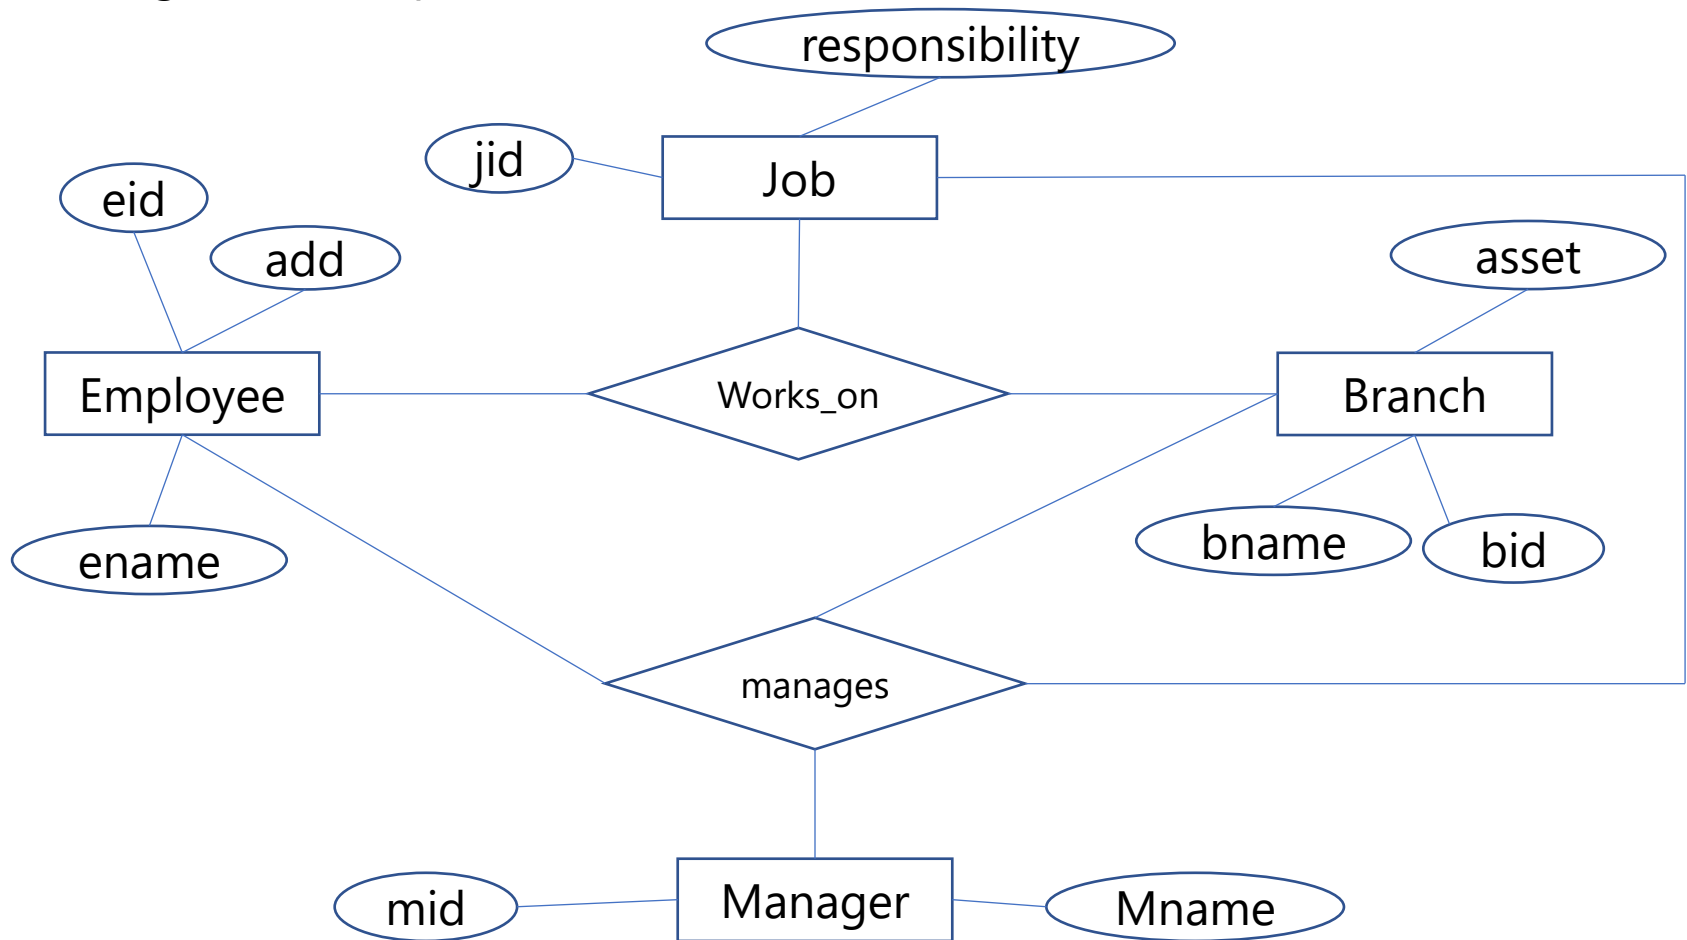 responsibility
jid
Job
eid
add
asset
Employee
Works_on
Branch
ename
bname
bid
manages
mid
Manager
Mname